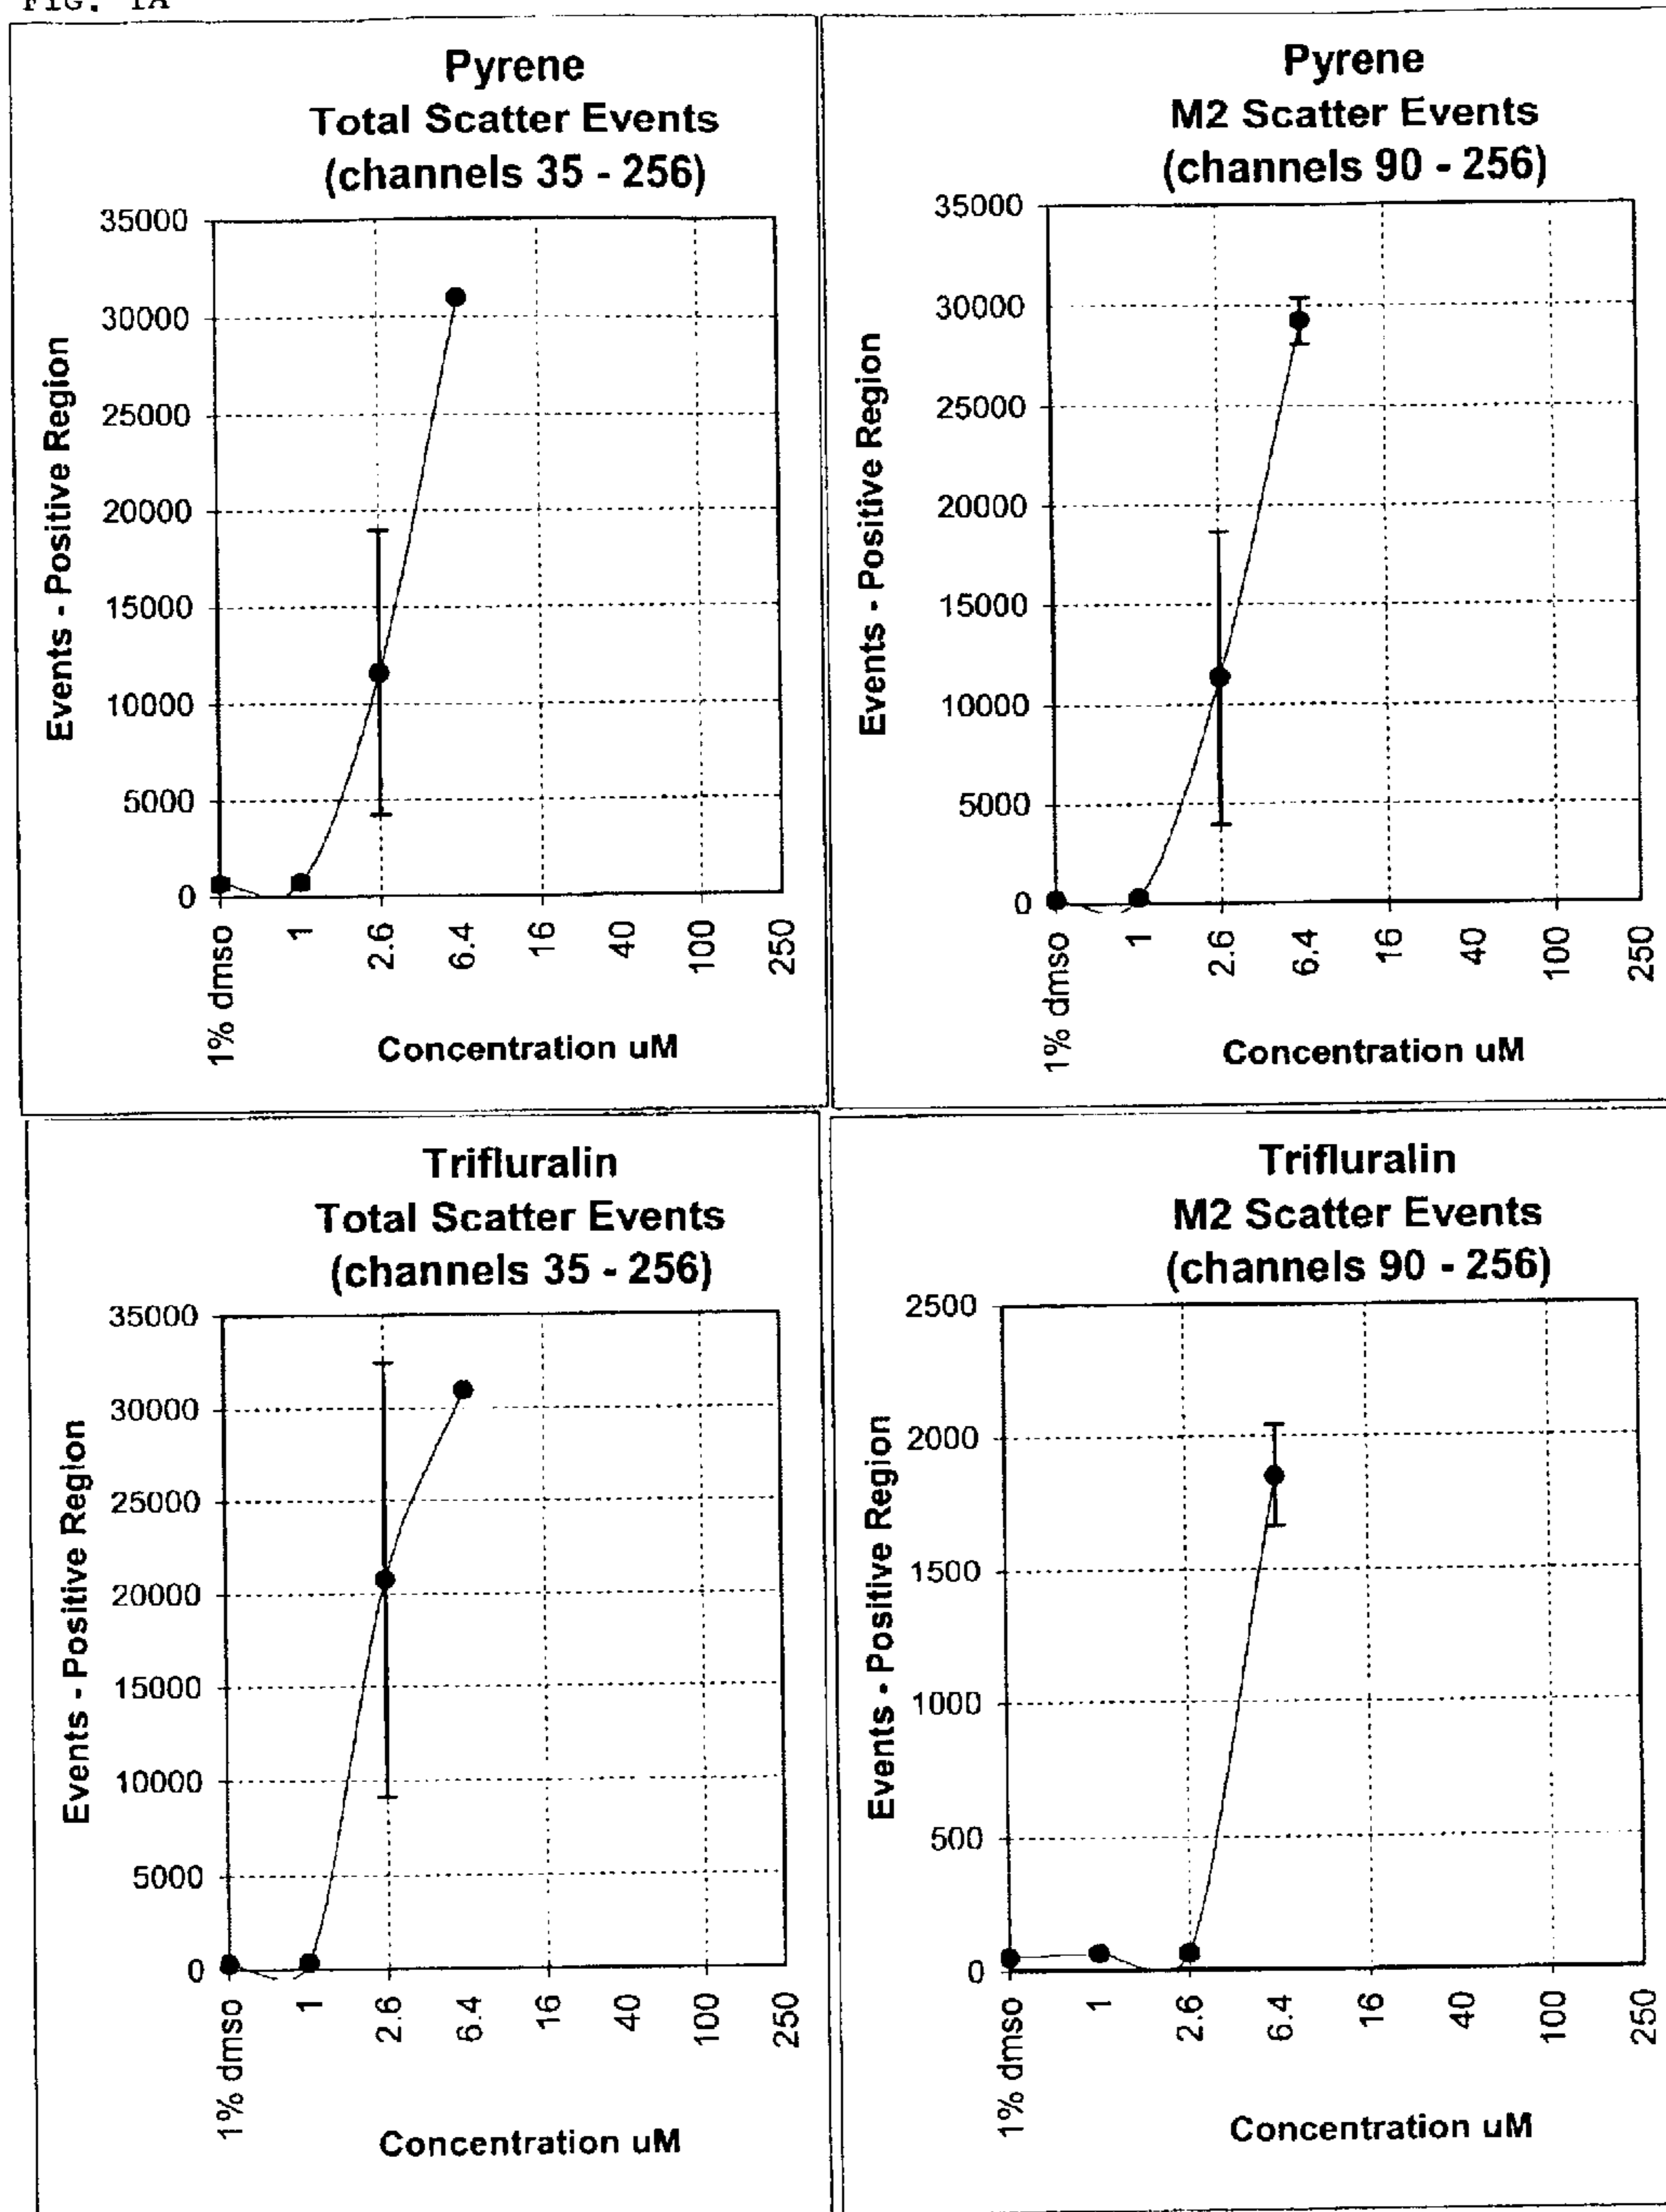 FIG. 1A
Pyrene
Total Scatter Events
(channels 35 - 256)
35000
30000
25000
20000
15000
10000
5000
0
Events - Positive Region
1% dmso
1
2.6
6.4
16
40
100
250
Concentration uM
Pyrene
M2 Scatter Events
(channels 90 - 256)
35000
30000
25000
20000
15000
10000
5000
0
Events - Positive Region
1% dmso
1
2.6
6.4
16
40
100
250
Concentration uM
Trifluralin
Total Scatter Events
(channels 35 - 256)
35000
30000
25000
20000
15000
10000
5000
0
Events - Positive Region
1% dmso
1
2.6
6.4
16
40
100
250
Concentration uM
Trifluralin
M2 Scatter Events
(channels 90 - 256)
2500
2000
1500
1000
500
0
Events - Positive Region
1% dmso
1
2.6
6.4
16
40
100
250
Concentration uM